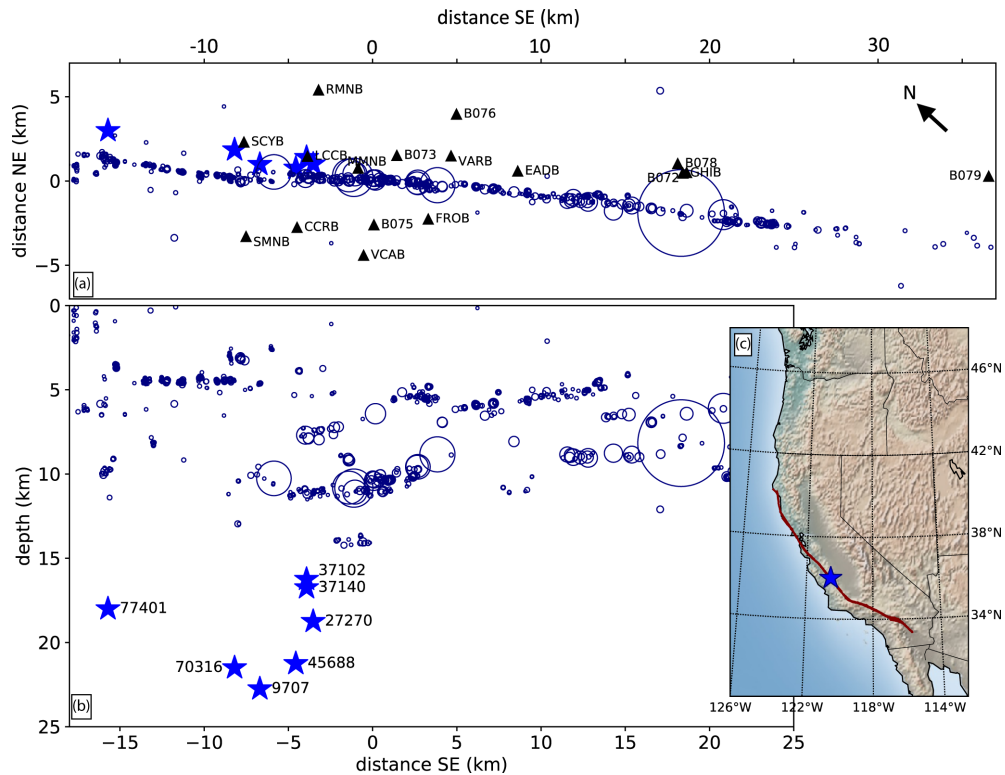 distance SE (km)
-10 0 10 20 30
distance NE (km)
5
0
−5
RMNB
B076
N
SCYB
LCCB
MMNB
B073
VARB
EADB
B078
GHIB
B072
B079
SMNB
CCRB
B075
FROB
VCAB
(a)
depth (km)
0
5
10
15
20
25
37102
37140
77401
27270
70316
45688
9707
(b)
−15 −10 −5 0 5 10 15 20 25
distance SE (km)
(c)
46°N
42°N
38°N
34°N
126°W 122°W 118°W 114°W